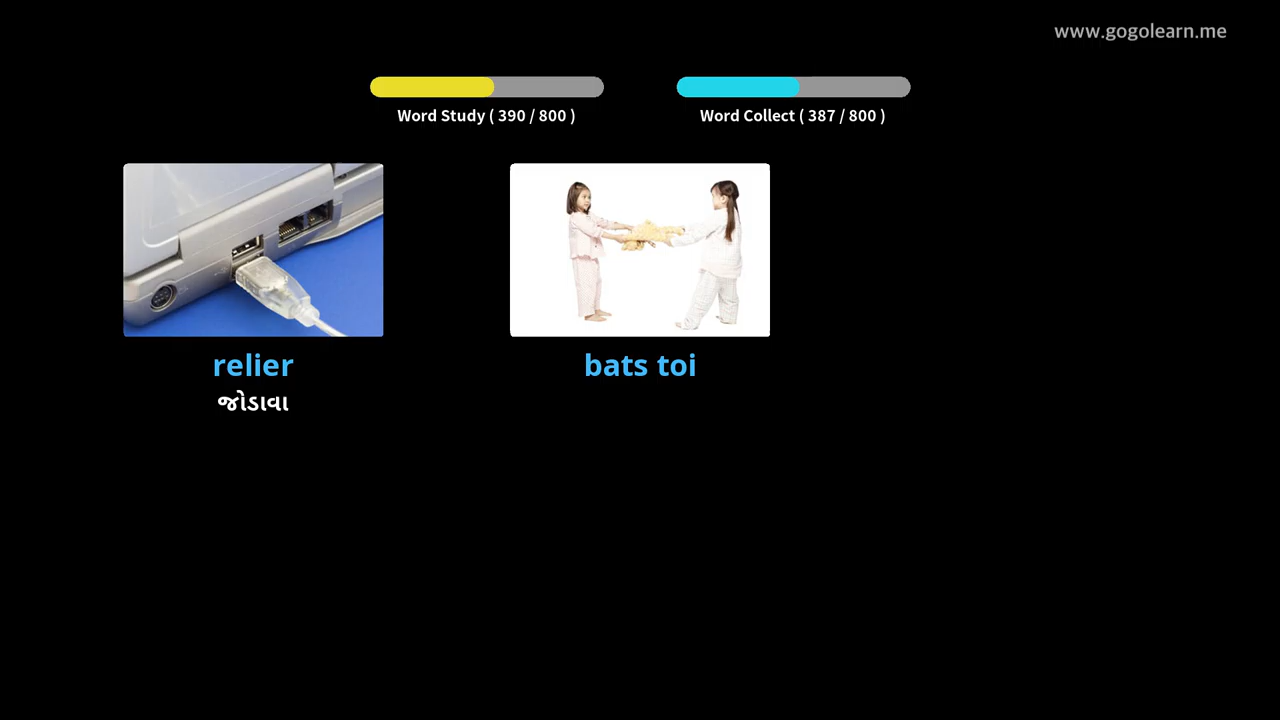 www.gogolearn.me
Word Study ( 390 / 800 )
Word Collect ( 387 / 800 )
relier
જોડાવા
bats toi